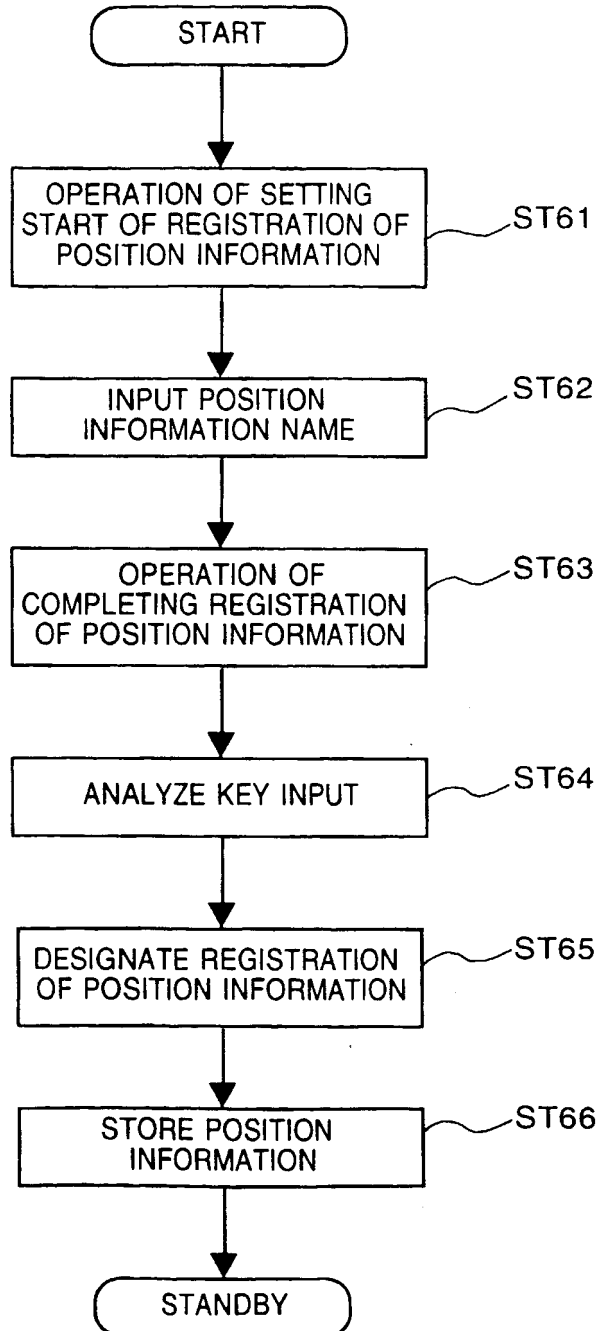 START
OPERATION OF SETTING
START OF REGISTRATION OF
POSITION INFORMATION
ST61
INPUT POSITION
INFORMATION NAME
ST62
OPERATION OF
COMPLETING REGISTRATION
OF POSITION INFORMATION
ST63
ANALYZE KEY INPUT
ST64
DESIGNATE REGISTRATION
OF POSITION INFORMATION
ST65
STORE POSITION
INFORMATION
ST66
STANDBY